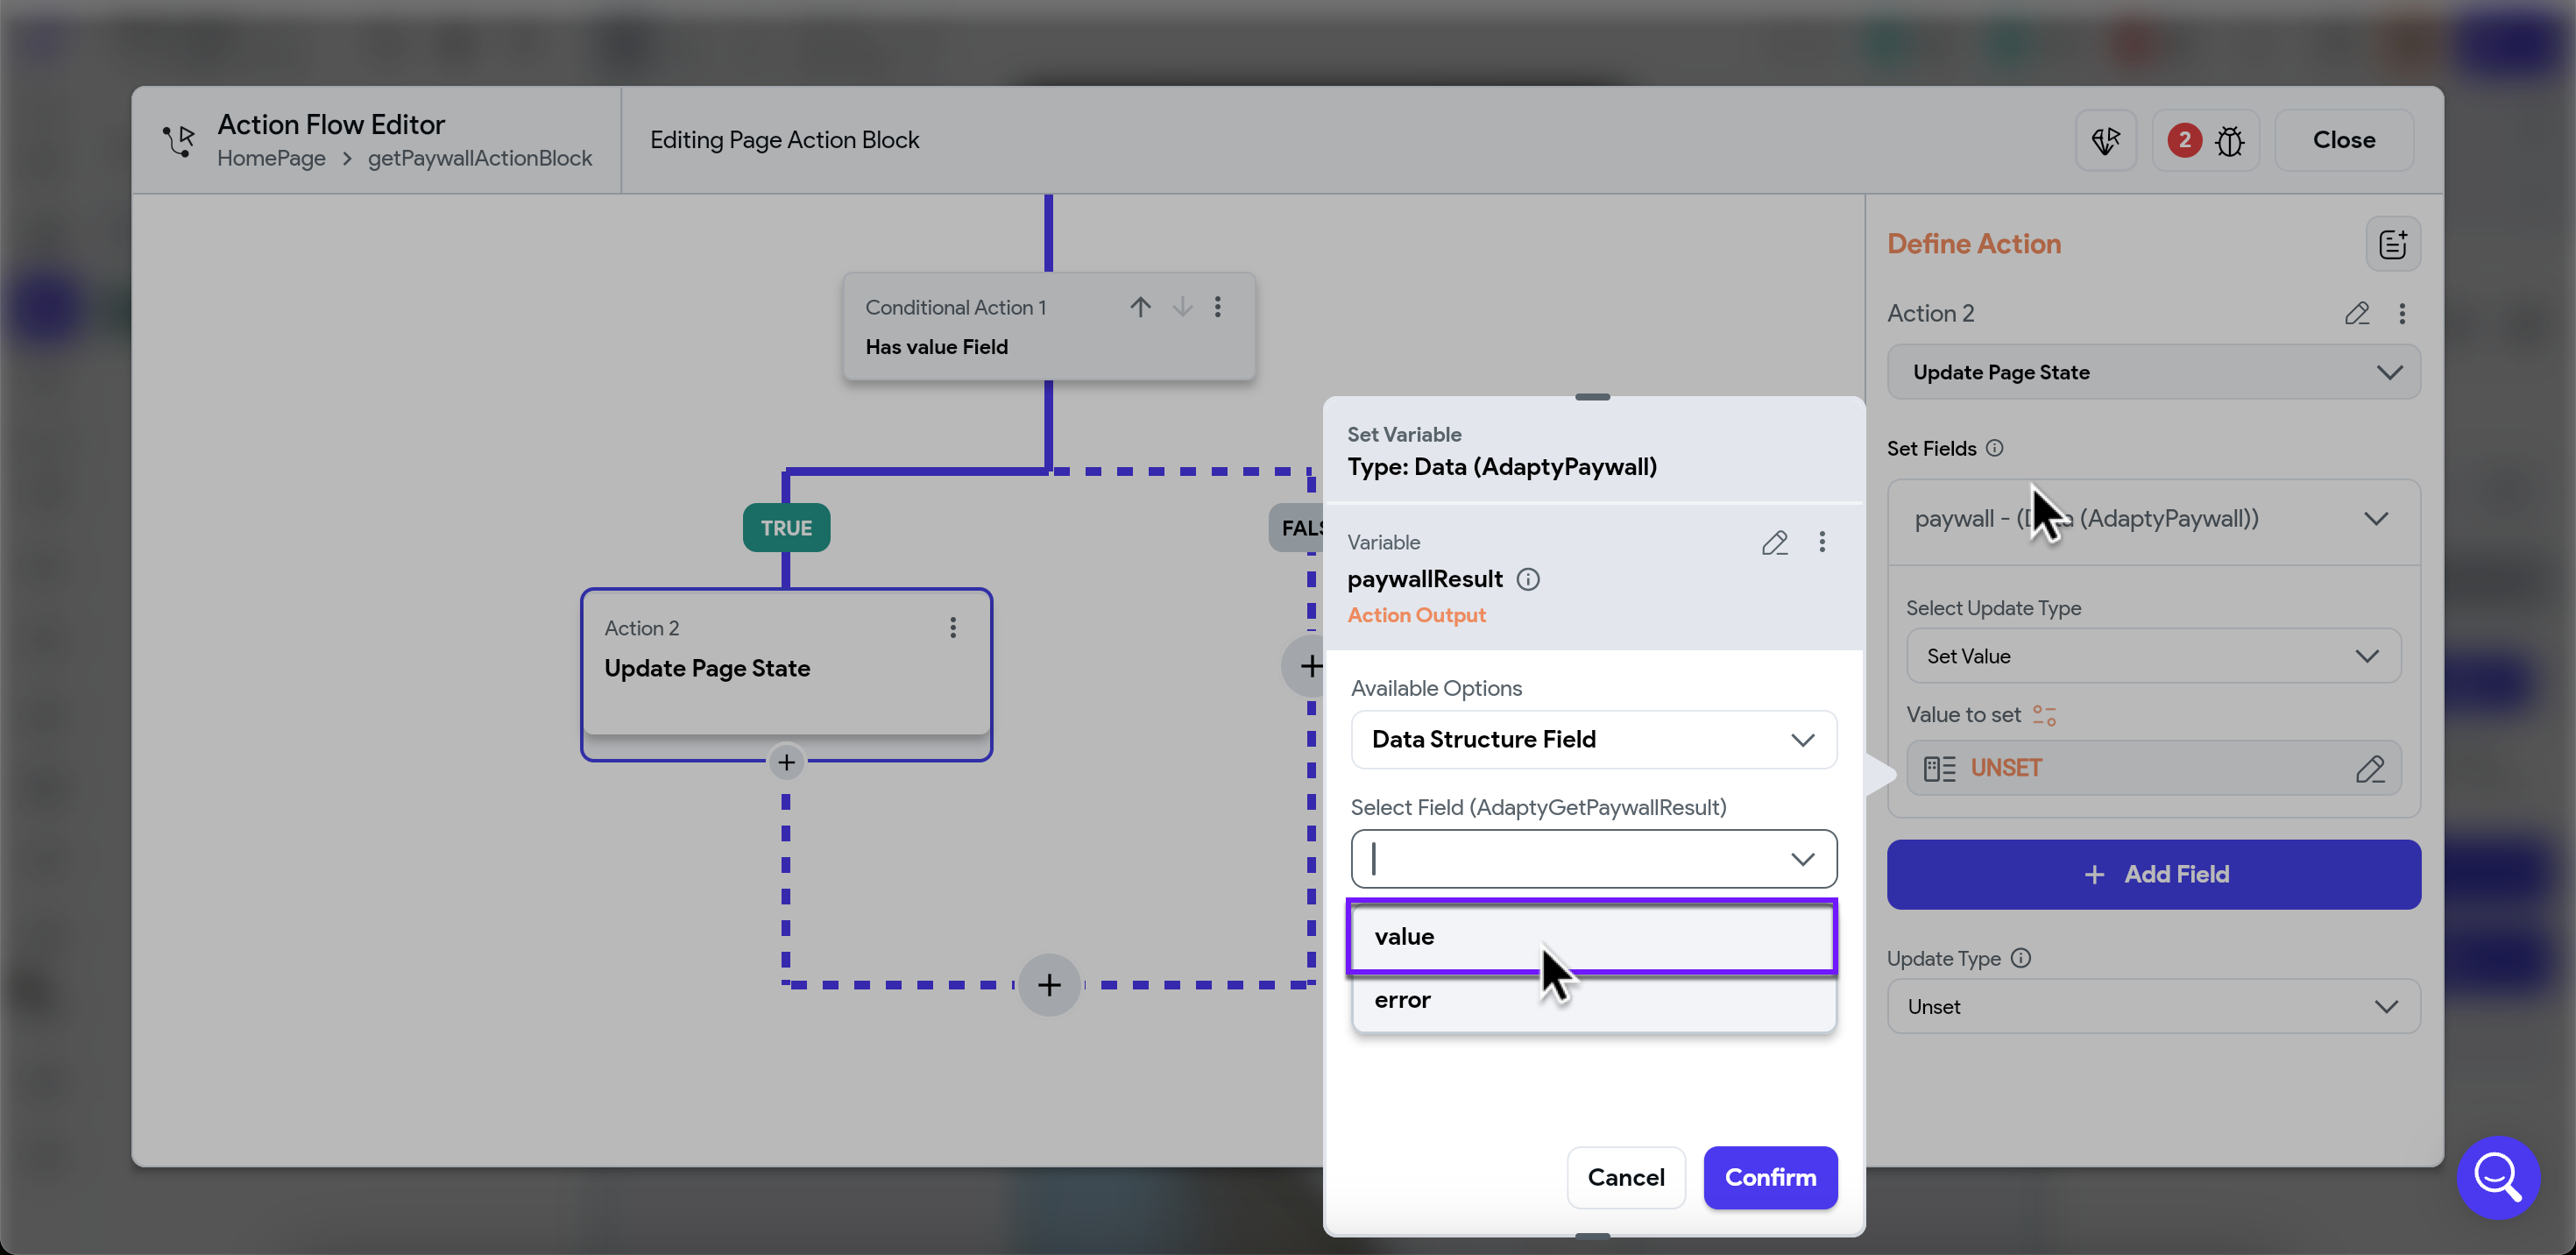 Action Flow Editor
HomePage > getPaywallActionBlock
Editing Page Action Block
2
Close
Conditional Action 1
Has value Field
TRUE
FALS
Action 2
Update Page State
Set Variable
Type: Data (AdaptyPaywall)
Variable
paywallResult
Action Output
Available Options
Data Structure Field
Select Field (AdaptyGetPaywallResult)
value
error
Cancel
Confirm
Define Action
Action 2
Update Page State
Set Fields
paywall - (Data (AdaptyPaywall))
Select Update Type
Set Value
Value to set
UNSET
+ Add Field
Update Type
Unset